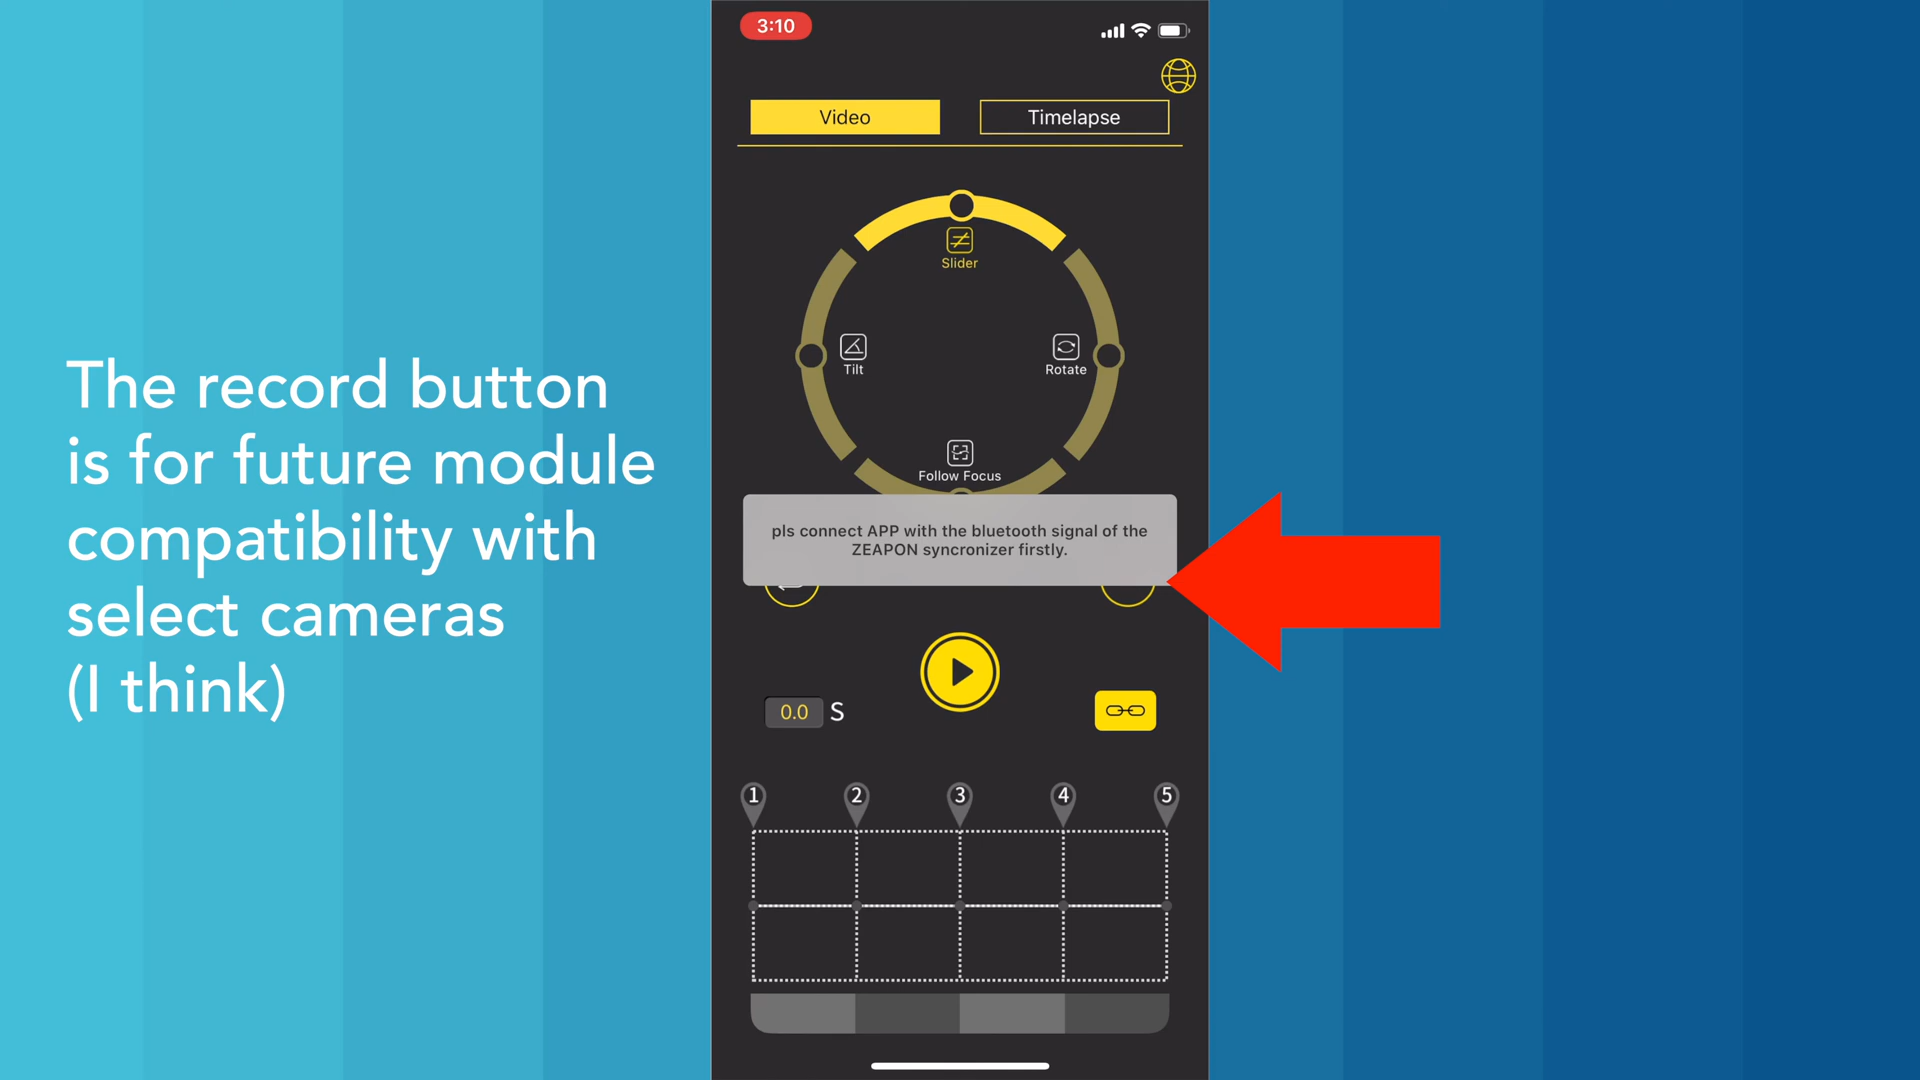 3:10
Video
Timelapse
Slider
Tilt
Rotate
Follow Focus
The record button
is for future module
compatibility with
select cameras
(I think)
pls connect APP with the bluetooth signal of the
ZEAPON syncronizer firstly.
0.0 S
1 2 3 4 5